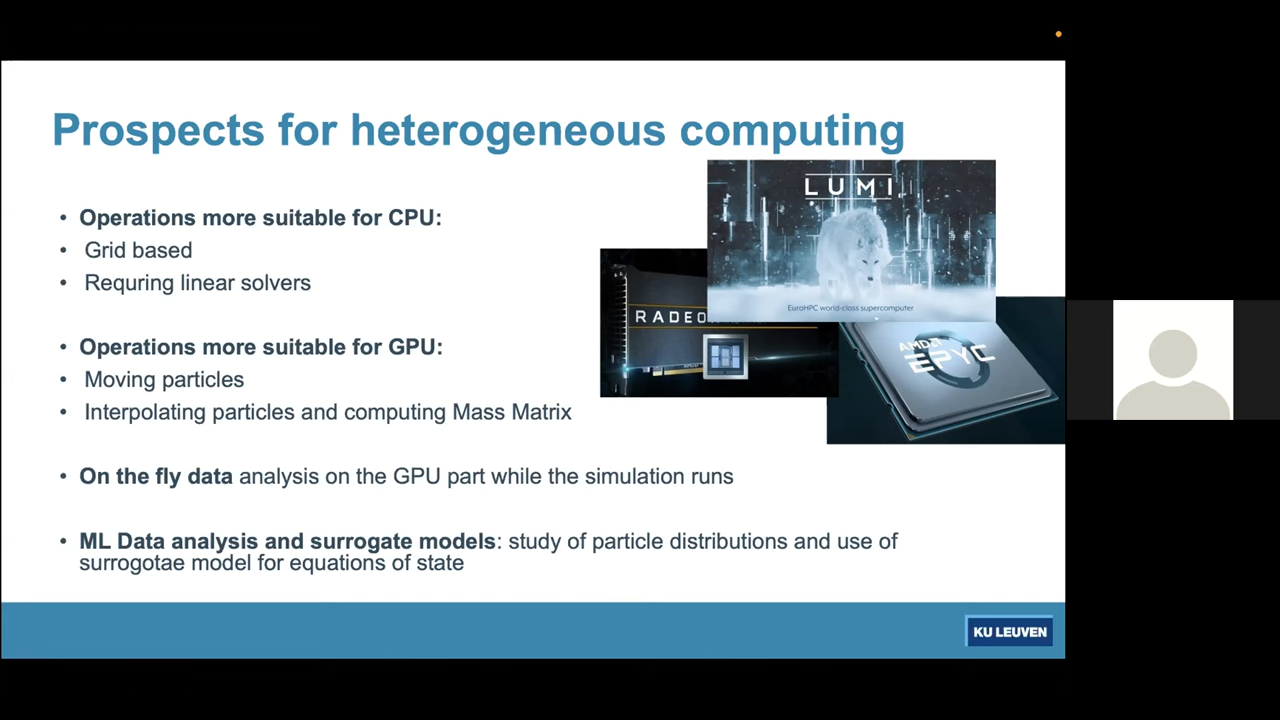 Prospects for heterogeneous computing
• Operations more suitable for CPU:
• Grid based
• Requring linear solvers
• Operations more suitable for GPU:
• Moving particles
• Interpolating particles and computing Mass Matrix
• On the fly data analysis on the GPU part while the simulation runs
• ML Data analysis and surrogate models: study of particle distributions and use of
surrogotae model for equations of state
LUMI
EuroHPC world-class supercomputer
AMD
EPYC
KU LEUVEN